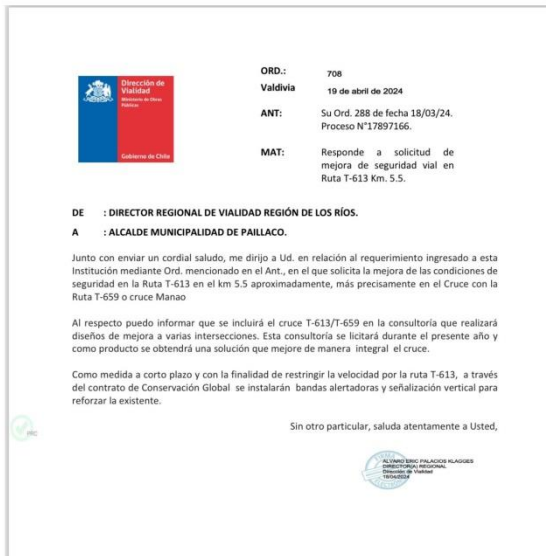 Dirección de
Vialidad
Ministerio de Obras
Públicas
Gobierno de Chile
ORD.: 708
Valdivia 19 de abril de 2024
ANT: Su Ord. 288 de fecha 18/03/24.
Proceso N°17897166.
MAT: Responde a solicitud de
mejora de seguridad vial en
Ruta T-613 Km. 5.5.
DE : DIRECTOR REGIONAL DE VIALIDAD REGIÓN DE LOS RÍOS.
A : ALCALDE MUNICIPALIDAD DE PAILLACO.
Junto con enviar un cordial saludo, me dirijo a Ud. en relación al requerimiento ingresado a esta
Institución mediante Ord. mencionado en el Ant., en el que solicita la mejora de las condiciones de
seguridad en la Ruta T-613 en el km 5.5 aproximadamente, más precisamente en el Cruce con la
Ruta T-659 o cruce Manao
Al respecto puedo informar que se incluirá el cruce T-613/T-659 en la consultoría que realizará
diseños de mejora a varias intersecciones. Esta consultoría se licitará durante el presente año y
como producto se obtendrá una solución que mejore de manera integral el cruce.
Como medida a corto plazo y con la finalidad de restringir la velocidad por la ruta T-613, a través
del contrato de Conservación Global se instalarán bandas alertadoras y señalización vertical para
reforzar la existente.
Sin otro particular, saluda atentamente a Usted,
ALVARO ERIC PALACIOS KLAGGES
DIRECTOR(A) REGIONAL
Dirección de Vialidad